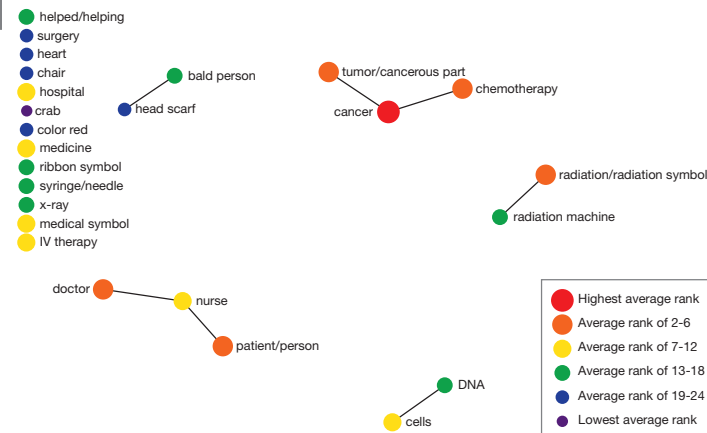 helped/helping
surgery
heart
chair
hospital
crab
color red
medicine
ribbon symbol
syringe/needle
x-ray
medical symbol
IV therapy
bald person
head scarf
tumor/cancerous part
chemotherapy
cancer
radiation/radiation symbol
radiation machine
doctor
nurse
patient/person
DNA
cells
Highest average rank
Average rank of 2-6
Average rank of 7-12
Average rank of 13-18
Average rank of 19-24
Lowest average rank